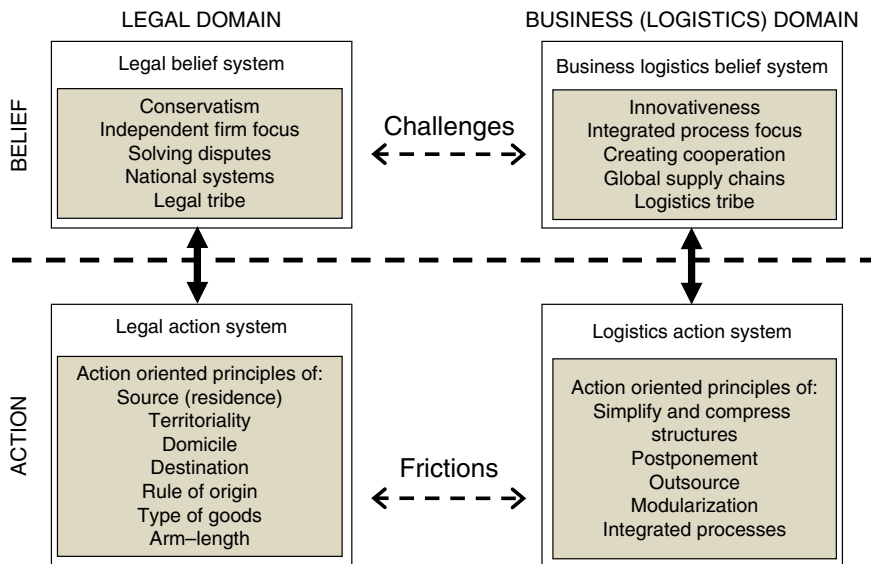 LEGAL DOMAIN
BUSINESS (LOGISTICS) DOMAIN
BELIEF
Legal belief system
Conservatism
Independent firm focus
Solving disputes
National systems
Legal tribe
Challenges
Business logistics belief system
Innovativeness
Integrated process focus
Creating cooperation
Global supply chains
Logistics tribe
ACTION
Legal action system
Action oriented principles of:
Source (residence)
Territoriality
Domicile
Destination
Rule of origin
Type of goods
Arm–length
Frictions
Logistics action system
Action oriented principles of:
Simplify and compress
structures
Postponement
Outsource
Modularization
Integrated processes